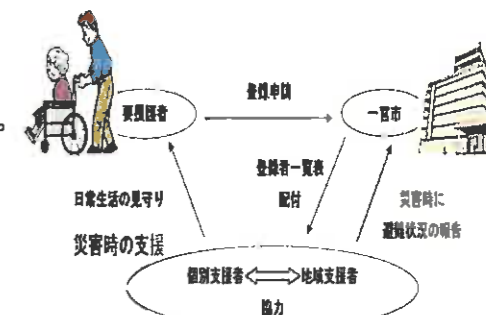 。
登録申請
要援護者
一宮市
登録者一覧表
配付
日常生活の見守り
災害時の支援
災害時に
避難状況の報告
個別支援者⇔地域支援者
協力